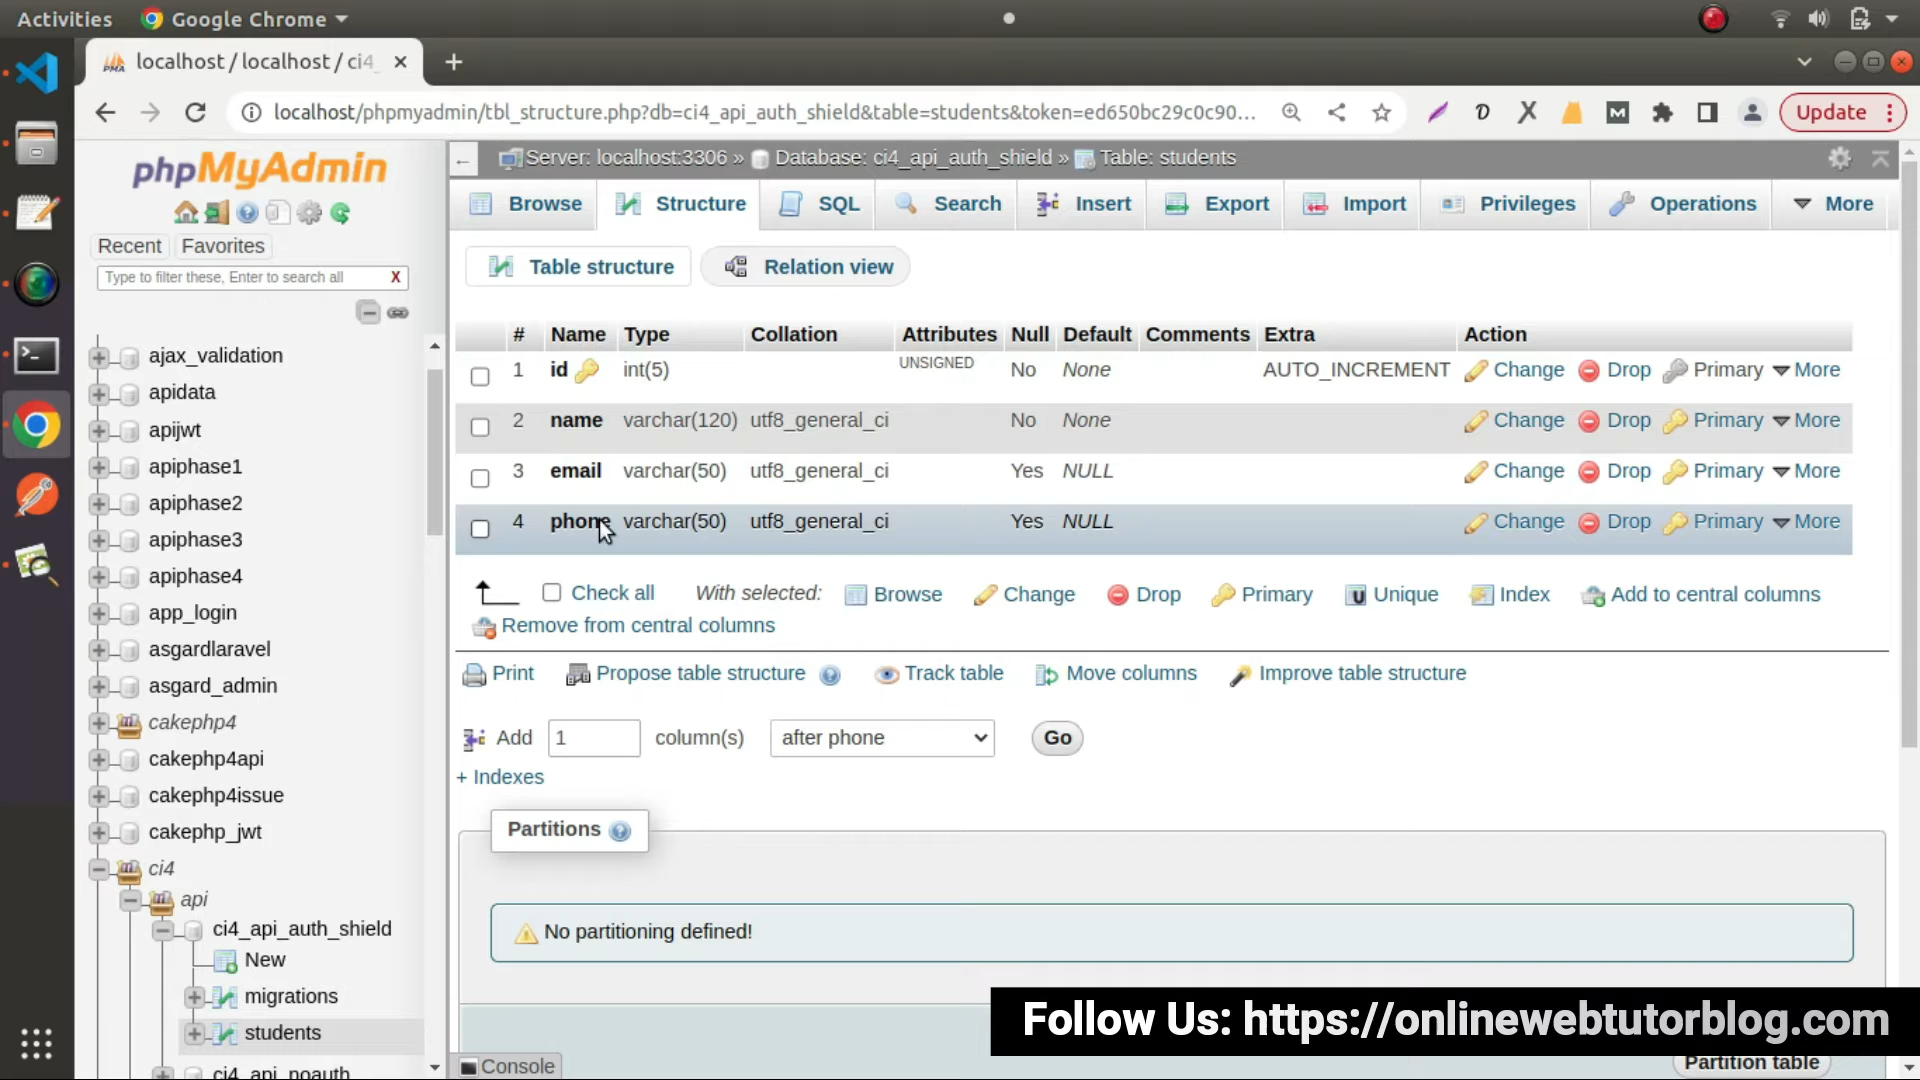 Activities Google Chrome
localhost / localhost / ci4_
localhost/phpmyadmin/tbl_structure.php?db=ci4_api_auth_shield&table=students&token=ed650bc29c0c90... Update
phpMyAdmin
Recent Favorites
Type to filter these, Enter to search all X
ajax_validation
apidata
apijwt
apiphase1
apiphase2
apiphase3
apiphase4
app_login
asgardlaravel
asgard_admin
cakephp4
cakephp4api
cakephp4issue
cakephp_jwt
ci4
api
ci4_api_auth_shield
New
migrations
students
ci4_api_noauth
Server: localhost:3306 » Database: ci4_api_auth_shield » Table: students
Browse Structure SQL Search Insert Export Import Privileges Operations More
Table structure Relation view
# Name Type Collation Attributes Null Default Comments Extra Action
1 id int(5) UNSIGNED No None AUTO_INCREMENT Change Drop Primary More
2 name varchar(120) utf8_general_ci No None Change Drop Primary More
3 email varchar(50) utf8_general_ci Yes NULL Change Drop Primary More
4 phone varchar(50) utf8_general_ci Yes NULL Change Drop Primary More
Check all With selected: Browse Change Drop Primary Unique Index Add to central columns
Remove from central columns
Print Propose table structure Track table Move columns Improve table structure
Add 1 column(s) after phone Go
+ Indexes
Partitions
No partitioning defined!
Follow Us: https://onlinewebtutorblog.com
Partition table
Console